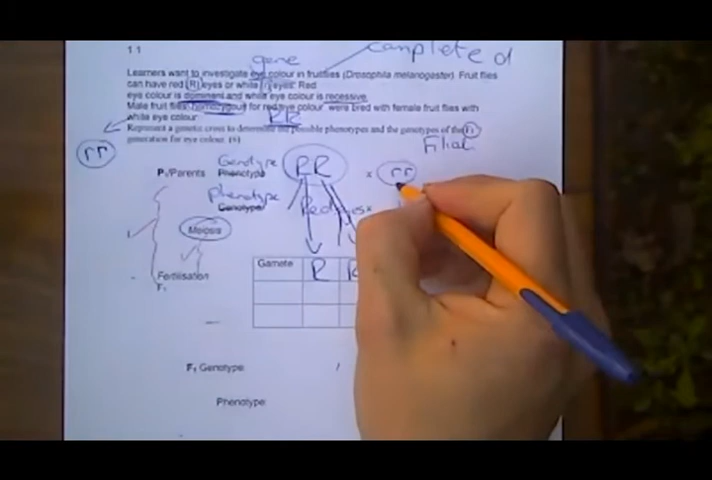 1.1
gene
complete d
Learners want to investigate eye colour in fruitflies (Drosophila melanogaster). Fruit flies
can have red (R) eyes or white (r) eyes. Red
eye colour is dominant and white eye colour is recessive.
Male fruit flies homozygous for red eye colour were bred with female fruit flies with
white eye colour
RR
Represent a genetic cross to determine the possible phenotypes and the genotypes of the F₁
generation for eye colour. (6)
Filial
rr
Genotype
P₁/Parents Phenotype RR x rr
Phenotype
Genotype Red x
Meiosis
Gamete R R
Fertilisation
F₁
F₁ Genotype:
Phenotype: